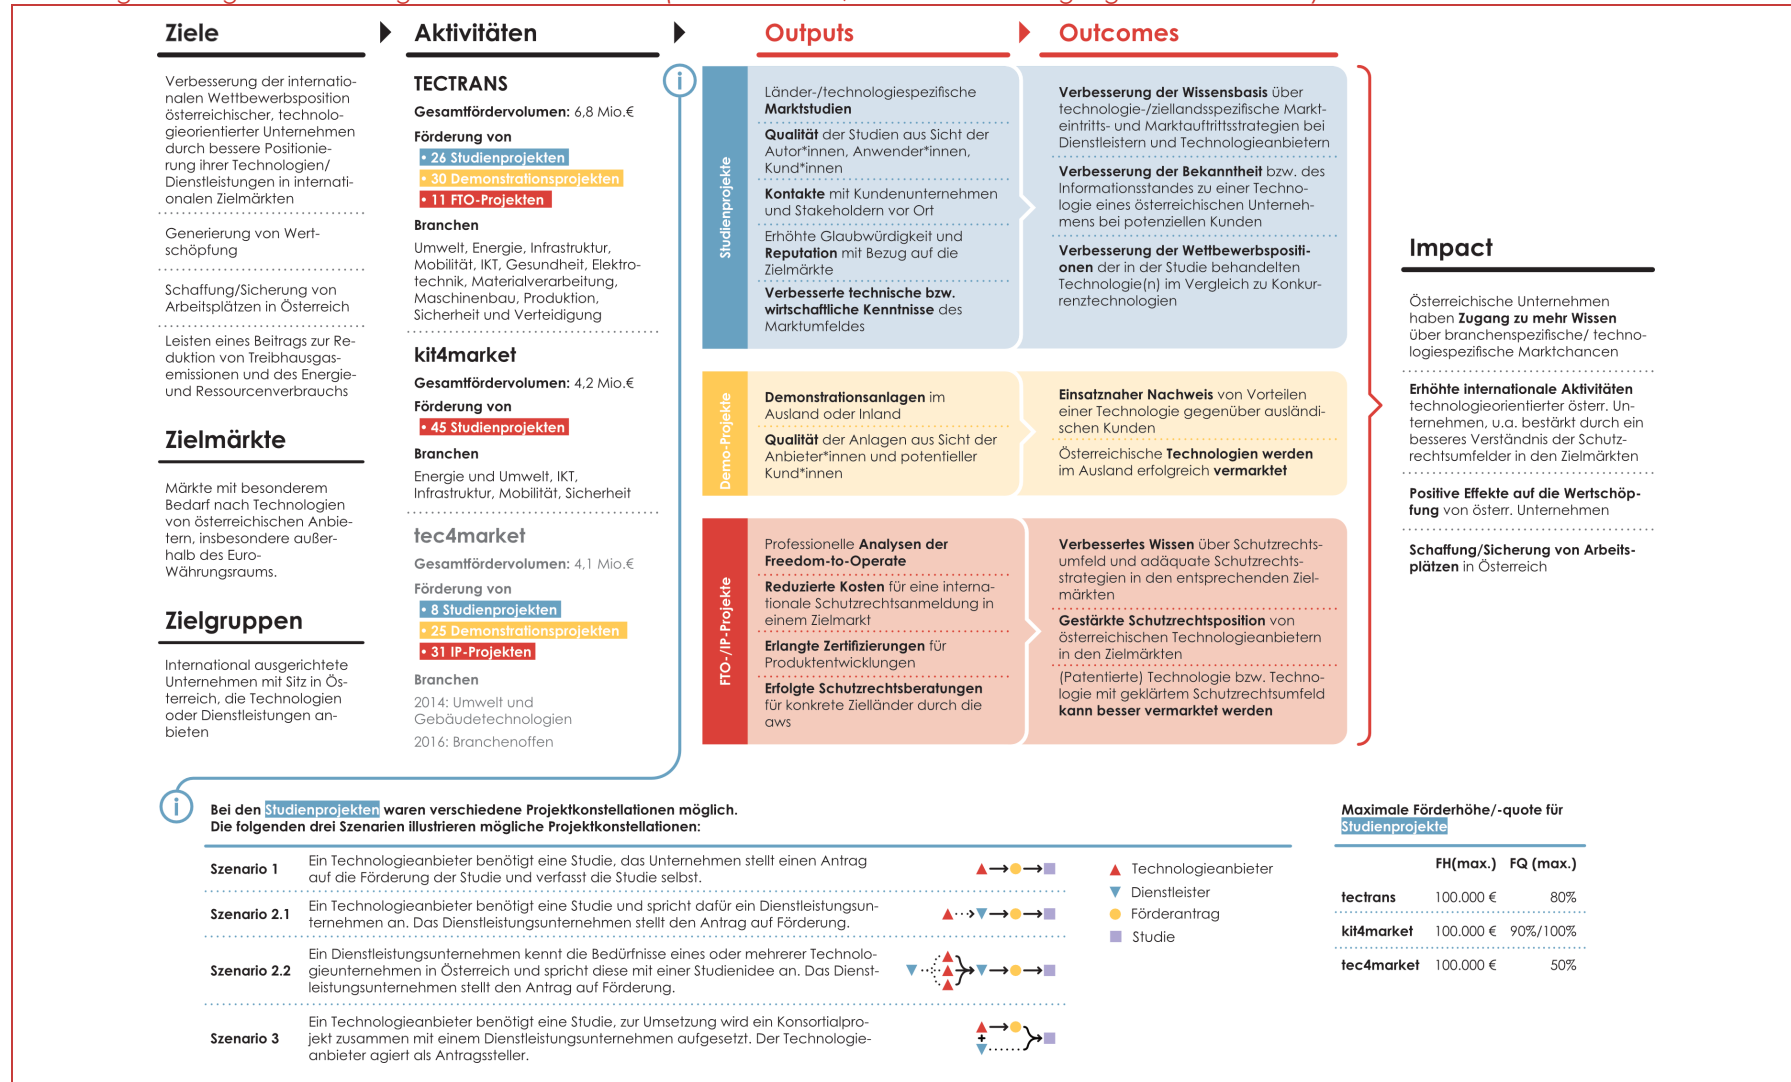 Ziele
Verbesserung der internatio-
nalen Wettbewerbsposition
österreichischer, technolo-
gieorientierter Unternehmen
durch bessere Positionie-
rung ihrer Technologien/
Dienstleistungen in internati-
onalen Zielmärkten
Generierung von Wert-
schöpfung
Schaffung/Sicherung von
Arbeitsplätzen in Österreich
Leisten eines Beitrags zur Re-
duktion von Treibhausgas-
emissionen und des Energie-
und Ressourcenverbrauchs
Zielmärkte
Märkte mit besonderem
Bedarf nach Technologien
von österreichischen Anbie-
tern, insbesondere außer-
halb des Euro-
Währungsraums.
Zielgruppen
International ausgerichtete
Unternehmen mit Sitz in Ös-
terreich, die Technologien
oder Dienstleistungen an-
bieten
Aktivitäten
TECTRANS
Gesamtfördervolumen: 6,8 Mio.€
Förderung von
• 26 Studienprojekten
• 30 Demonstrationsprojekten
• 11 FTO-Projekten
Branchen
Umwelt, Energie, Infrastruktur,
Mobilität, IKT, Gesundheit, Elektro-
technik, Materialverarbeitung,
Maschinenbau, Produktion,
Sicherheit und Verteidigung
kit4market
Gesamtfördervolumen: 4,2 Mio.€
Förderung von
• 45 Studienprojekten
Branchen
Energie und Umwelt, IKT,
Infrastruktur, Mobilität, Sicherheit
tec4market
Gesamtfördervolumen: 4,1 Mio.€
Förderung von
• 8 Studienprojekten
• 25 Demonstrationsprojekten
• 31 IP-Projekten
Branchen
2014: Umwelt und
Gebäudetechnologien
2016: Branchenoffen
i
Outputs
Studienprojekte
Länder-/technologiespezifische
Marktstudien
Qualität der Studien aus Sicht der
Autor*innen, Anwender*innen,
Kund*innen
Kontakte mit Kundenunternehmen
und Stakeholdern vor Ort
Erhöhte Glaubwürdigkeit und
Reputation mit Bezug auf die
Zielmärkte
Verbesserte technische bzw.
wirtschaftliche Kenntnisse des
Marktumfeldes
Demo-Projekte
Demonstrationsanlagen im
Ausland oder Inland
Qualität der Anlagen aus Sicht der
Anbieter*innen und potentieller
Kund*innen
FTO-/IP-Projekte
Professionelle Analysen der
Freedom-to-Operate
Reduzierte Kosten für eine interna-
tionale Schutzrechtsanmeldung in
einem Zielmarkt
Erlangte Zertifizierungen für
Produktentwicklungen
Erfolgte Schutzrechtsberatungen
für konkrete Zielländer durch die
aws
Outcomes
Verbesserung der Wissensbasis über
technologie-/ziellandsspezifische Markt-
eintritts- und Marktauftrittsstrategien bei
Dienstleistern und Technologieanbietern
Verbesserung der Bekanntheit bzw. des
Informationsstandes zu einer Techno-
logie eines österreichischen Unterneh-
mens bei potenziellen Kunden
Verbesserung der Wettbewerbspositi-
onen der in der Studie behandelten
Technologie(n) im Vergleich zu Konkur-
renztechnologien
Einsatznaher Nachweis von Vorteilen
einer Technologie gegenüber ausländi-
schen Kunden
Österreichische Technologien werden
im Ausland erfolgreich vermarktet
Verbessertes Wissen über Schutzrechts-
umfeld und adäquate Schutzrechts-
strategien in den entsprechenden Ziel-
märkten
Gestärkte Schutzrechtsposition von
österreichischen Technologieanbietern
in den Zielmärkten
(Patentierte) Technologie bzw. Techno-
logie mit geklärtem Schutzrechtsumfeld
kann besser vermarktet werden
Impact
Österreichische Unternehmen
haben Zugang zu mehr Wissen
über branchenspezifische/ techno-
logiespezifische Marktchancen
Erhöhte internationale Aktivitäten
technologieorientierter österr. Un-
ternehmen, u.a. bestärkt durch ein
besseres Verständnis der Schutz-
rechtsumfelder in den Zielmärkten
Positive Effekte auf die Wertschöp-
fung von österr. Unternehmen
Schaffung/Sicherung von Arbeits-
plätzen in Österreich
i
Bei den Studienprojekten waren verschiedene Projektkonstellationen möglich.
Die folgenden drei Szenarien illustrieren mögliche Projektkonstellationen:
Szenario 1
Ein Technologieanbieter benötigt eine Studie, das Unternehmen stellt einen Antrag
auf die Förderung der Studie und verfasst die Studie selbst.
Szenario 2.1
Ein Technologieanbieter benötigt eine Studie und spricht dafür ein Dienstleistungsun-
ternehmen an. Das Dienstleistungsunternehmen stellt den Antrag auf Förderung.
Szenario 2.2
Ein Dienstleistungsunternehmen kennt die Bedürfnisse eines oder mehrerer Technolo-
gieunternehmen in Österreich und spricht diese mit einer Studienidee an. Das Dienst-
leistungsunternehmen stellt den Antrag auf Förderung.
Szenario 3
Ein Technologieanbieter benötigt eine Studie, zur Umsetzung wird ein Konsortialpro-
jekt zusammen mit einem Dienstleistungsunternehmen aufgesetzt. Der Technologie-
anbieter agiert als Antragssteller.
+
Technologieanbieter
Dienstleister
Förderantrag
Studie
Maximale Förderhöhe/-quote für
Studienprojekte
FH(max.) FQ (max.)
tectrans 100.000 € 80%
kit4market 100.000 € 90%/100%
tec4market 100.000 € 50%